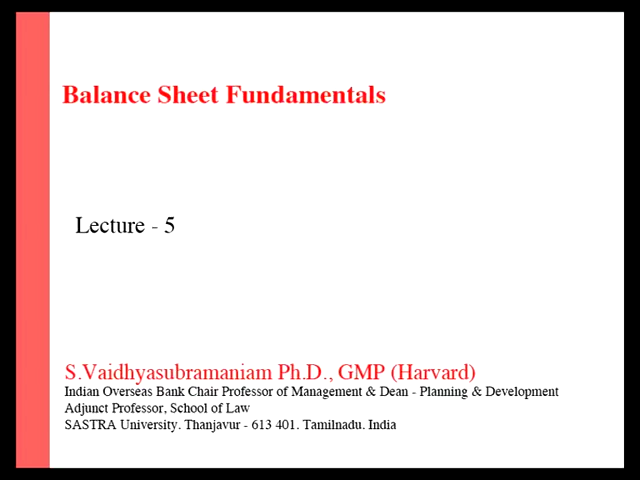 Balance Sheet Fundamentals
Lecture - 5
S.Vaidhyasubramaniam Ph.D., GMP (Harvard)
Indian Overseas Bank Chair Professor of Management & Dean - Planning & Development
Adjunct Professor, School of Law
SASTRA University. Thanjavur - 613 401. Tamilnadu. India